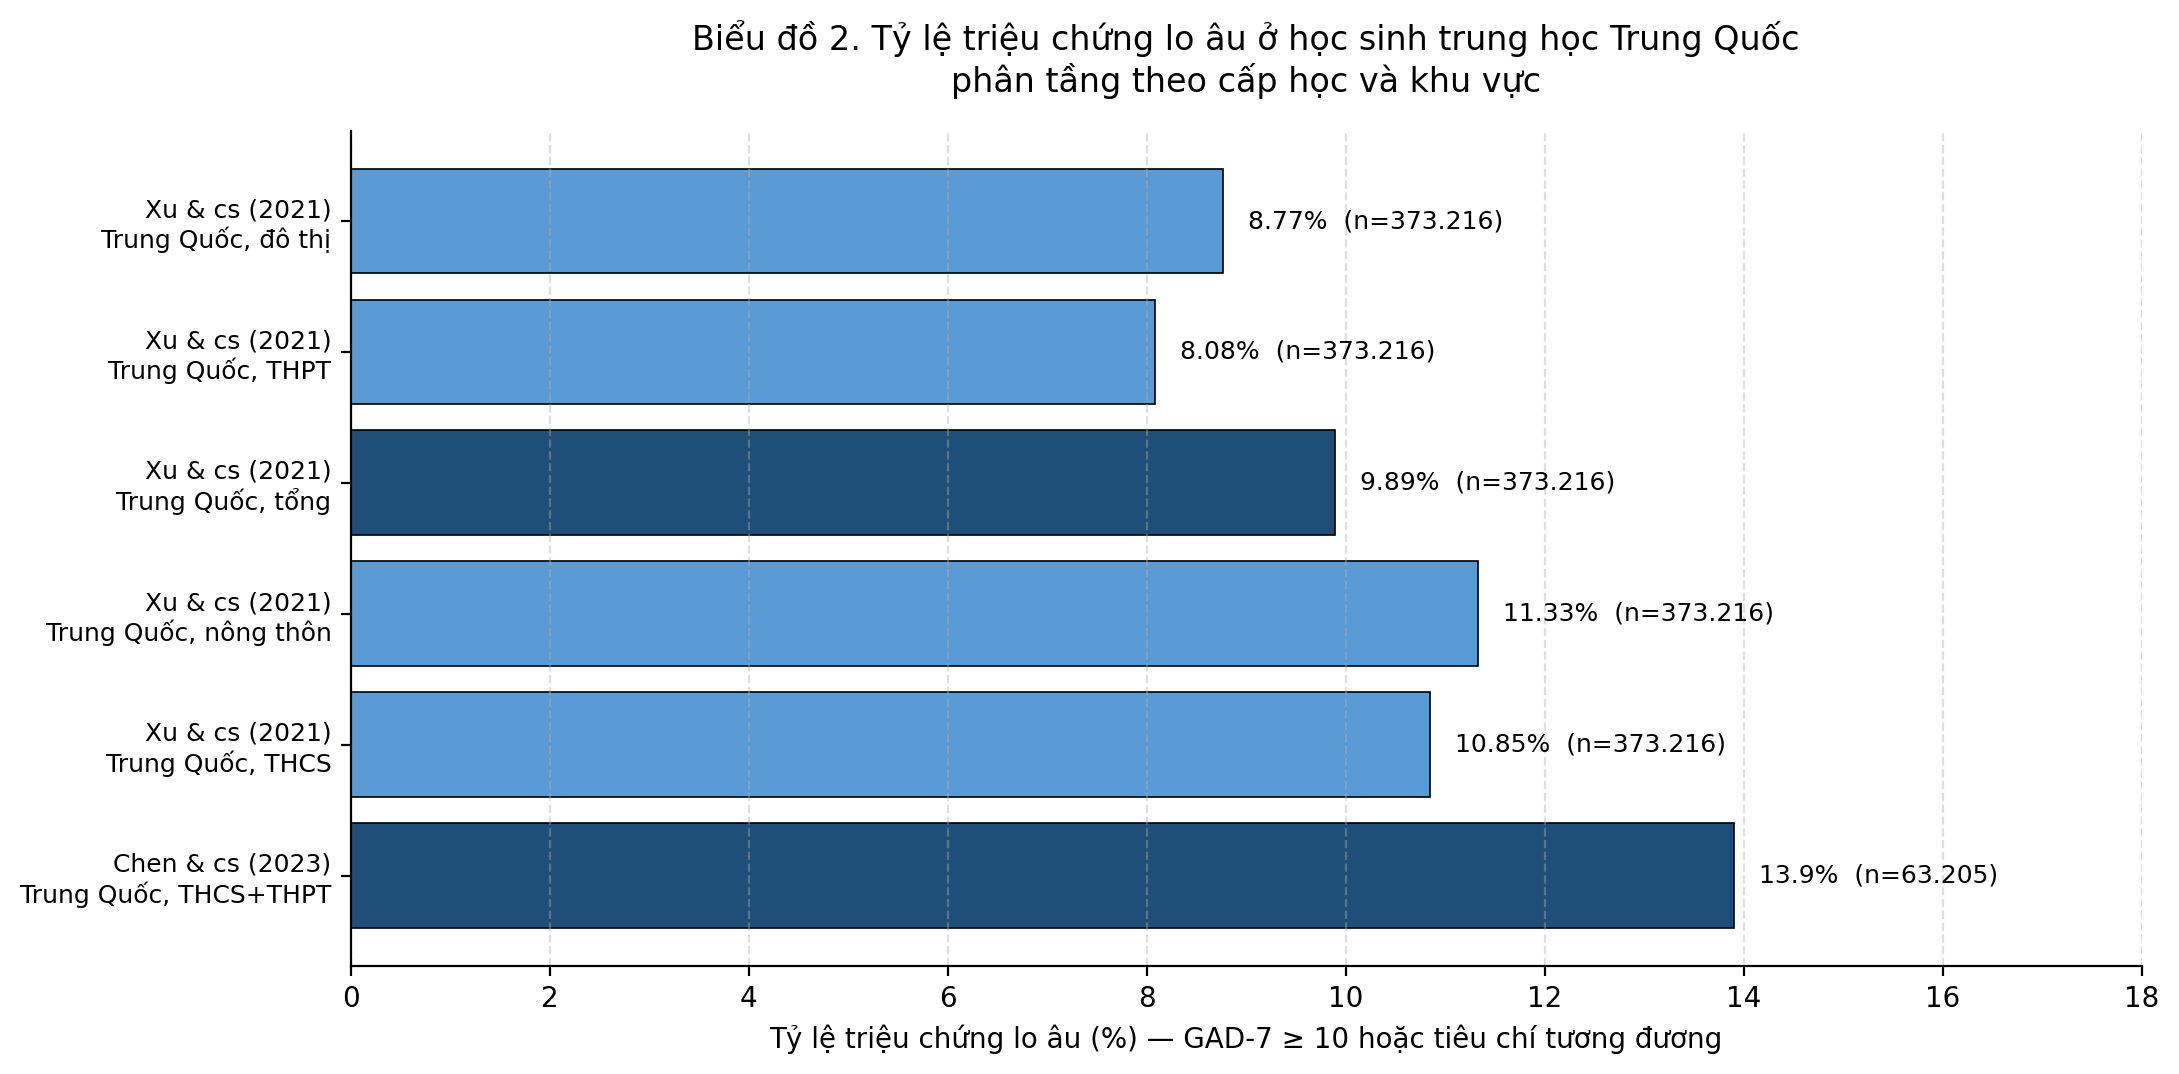 Biểu đồ 2. Tỷ lệ triệu chứng lo âu ở học sinh trung học Trung Quốc
phân tầng theo cấp học và khu vực
Xu & cs (2021)
Trung Quốc, đô thị
8.77%  (n=373.216)
Xu & cs (2021)
Trung Quốc, THPT
8.08%  (n=373.216)
Xu & cs (2021)
Trung Quốc, tổng
9.89%  (n=373.216)
Xu & cs (2021)
Trung Quốc, nông thôn
11.33%  (n=373.216)
Xu & cs (2021)
Trung Quốc, THCS
10.85%  (n=373.216)
Chen & cs (2023)
Trung Quốc, THCS+THPT
13.9%  (n=63.205)
0 2 4 6 8 10 12 14 16 18
Tỷ lệ triệu chứng lo âu (%) — GAD-7 ≥ 10 hoặc tiêu chí tương đương